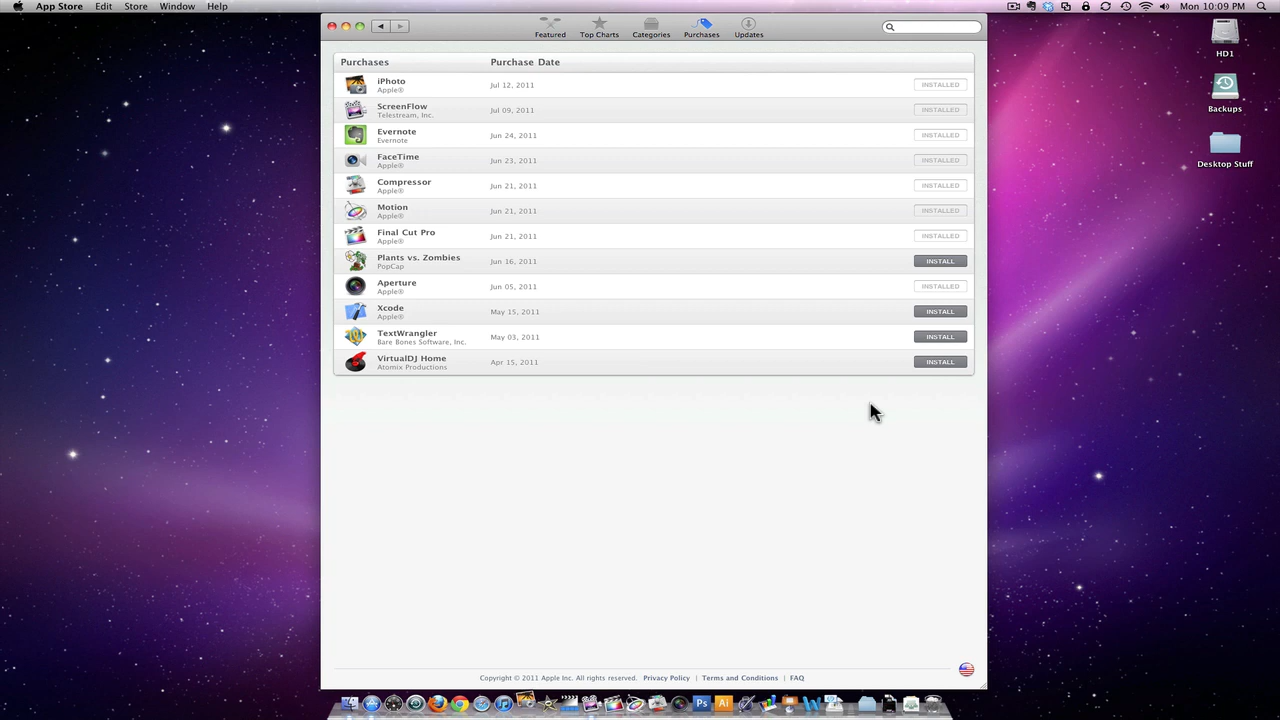 App Store Edit Store Window Help
Mon 10:09 PM
Featured Top Charts Categories Purchases Updates
Purchases Purchase Date
iPhoto
Apple®
Jul 12, 2011
INSTALLED
ScreenFlow
Telestream, Inc.
Jul 09, 2011
INSTALLED
Evernote
Evernote
Jun 24, 2011
INSTALLED
FaceTime
Apple®
Jun 23, 2011
INSTALLED
Compressor
Apple®
Jun 21, 2011
INSTALLED
Motion
Apple®
Jun 21, 2011
INSTALLED
Final Cut Pro
Apple®
Jun 21, 2011
INSTALLED
Plants vs. Zombies
PopCap
Jun 16, 2011
INSTALL
Aperture
Apple®
Jun 05, 2011
INSTALLED
Xcode
Apple®
May 15, 2011
INSTALL
TextWrangler
Bare Bones Software, Inc.
May 03, 2011
INSTALL
VirtualDJ Home
Atomix Productions
Apr 15, 2011
INSTALL
HD1
Backups
Desktop Stuff
Copyright © 2011 Apple Inc. All rights reserved. Privacy Policy | Terms and Conditions | FAQ
Ps Ai W